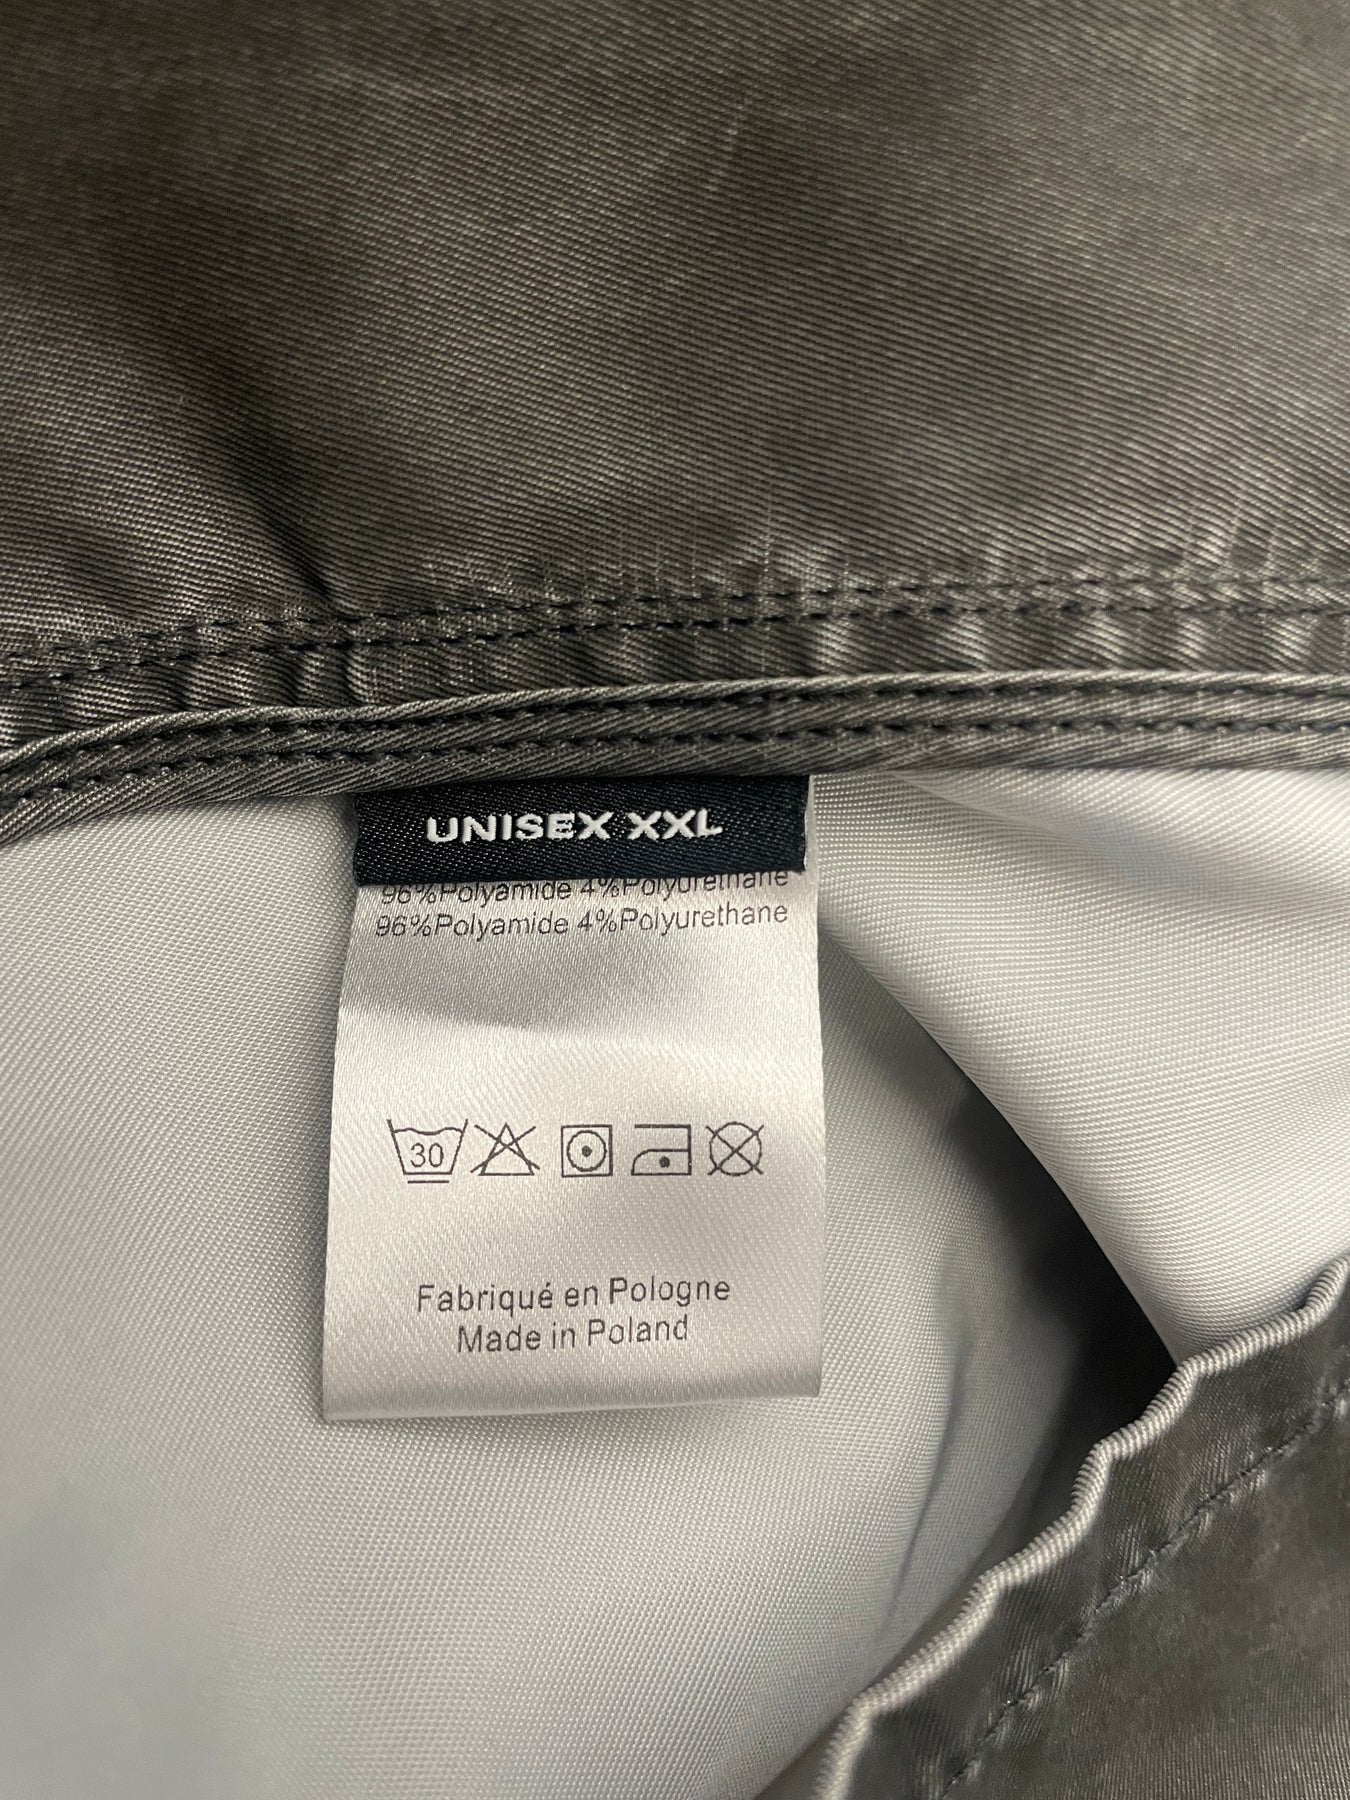 UNISEX XXL
96%Polyamide 4%Polyurethane
96%Polyamide 4%Polyurethane
30
Fabriqué en Pologne
Made in Poland